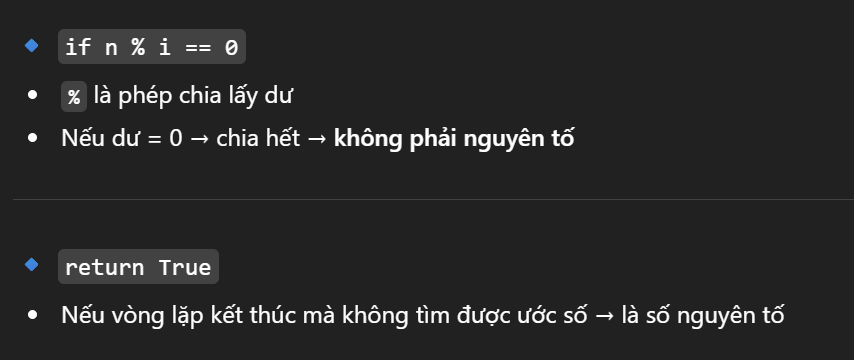 if n % i == 0
% là phép chia lấy dư
Nếu dư = 0 → chia hết → không phải nguyên tố
return True
Nếu vòng lặp kết thúc mà không tìm được ước số → là số nguyên tố